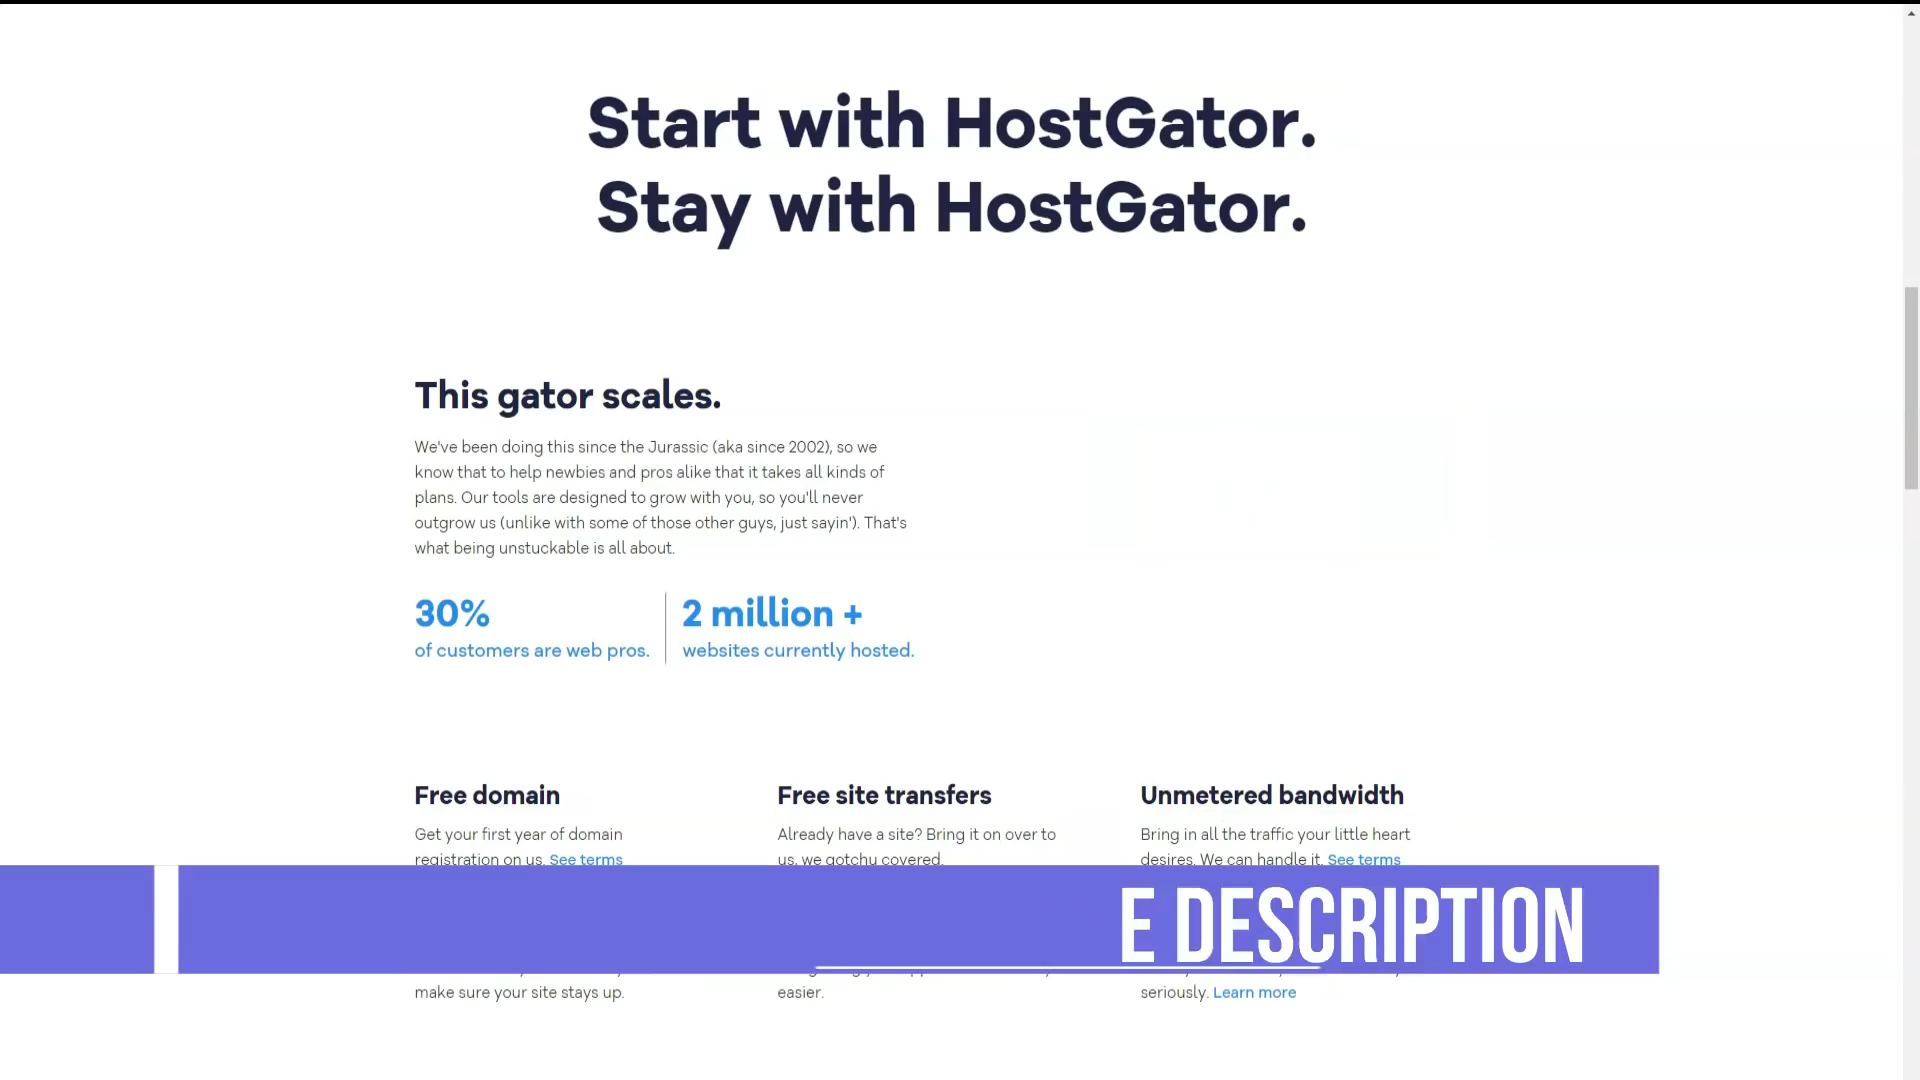 Start with HostGator.
Stay with HostGator.
This gator scales.
We've been doing this since the Jurassic (aka since 2002), so we
know that to help newbies and pros alike that it takes all kinds of
plans. Our tools are designed to grow with you, so you'll never
outgrow us (unlike with some of those other guys, just sayin'). That's
what being unstuckable is all about.
30%
of customers are web pros.
2 million +
websites currently hosted.
Free domain
Get your first year of domain
registration on us. See terms
Free site transfers
Already have a site? Bring it on over to
us, we gotchu covered.
Unmetered bandwidth
Bring in all the traffic your little heart
desires. We can handle it. See terms
E DESCRIPTION
make sure your site stays up.
easier.
seriously. Learn more